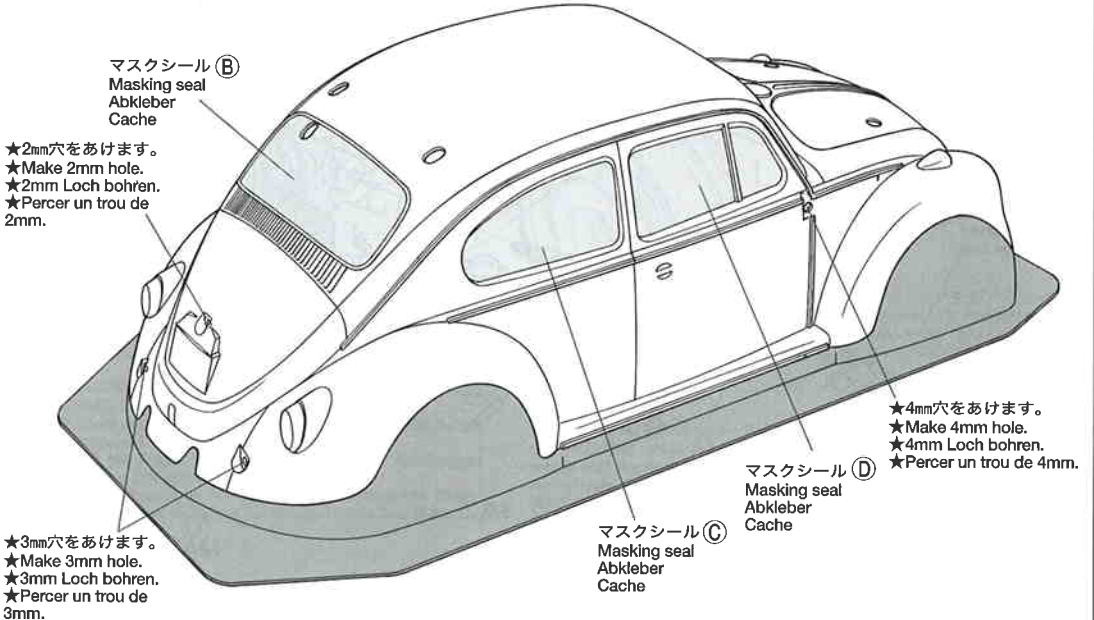 マスクシール Ⓑ
Masking seal
Abkleber
Cache
★2mm穴をあけます。
★Make 2mm hole.
★2mm Loch bohren.
★Percer un trou de
2mm.
★4mm穴をあけます。
★Make 4mm hole.
★4mm Loch bohren.
★Percer un trou de 4mm.
マスクシール Ⓓ
Masking seal
Abkleber
Cache
マスクシール Ⓒ
Masking seal
Abkleber
Cache
★3mm穴をあけます。
★Make 3mm hole.
★3mm Loch bohren.
★Percer un trou de
3mm.